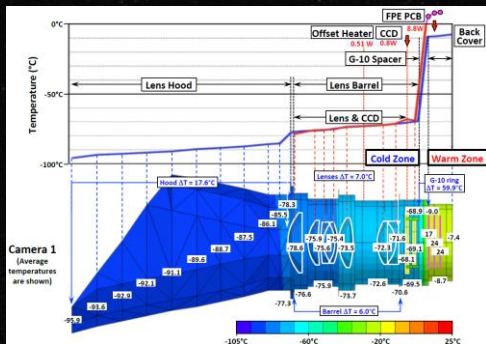 FPE PCB
0°C
8.8W
Offset Heater
CCD
Back
Cover
0.51 W
0.8W
G-10 Spacer
Lens Hood
Lens Barrel
-50°C
Temperature (°C)
Lens & CCD
-100°C
Cold Zone
Warm Zone
Hood ΔT = 17.6°C
Lenses ΔT = 7.0°C
G-10 ring
ΔT = 59.9°C
-78.3
-85.5
-86.1
-87.5
-88.7
-89.6
-91.1
-92.1
-92.9
-93.6
-95.9
Camera 1
(Average
temperatures
are shown)
-78.6
-75.9
-75.6
-75.4
-73.5
-72.3
-71.6
-68.9
-69.1
-68.1
-9.0
17
24
24
-7.4
-77.3
-76.6
-75.9
-73.7
-72.6
-70.6
-69.5
-8.7
Barrel ΔT = 6.0°C
-105°C
-60°C
-20°C
25°C